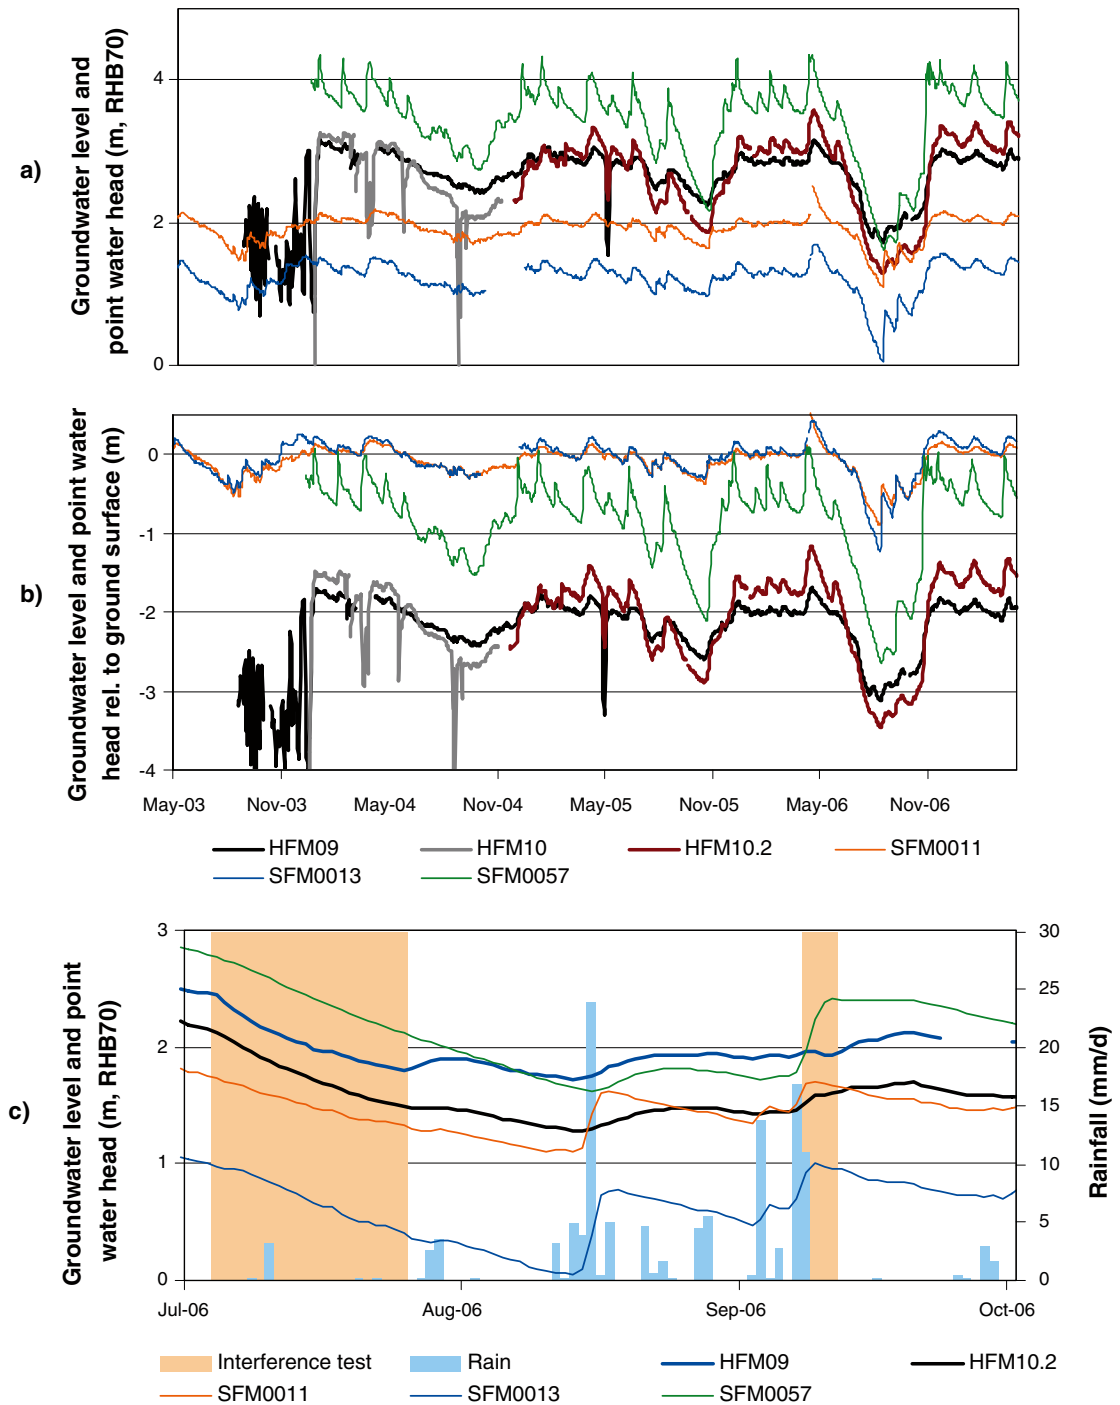 a)
Groundwater level and
point water head (m, RHB70)
4
2
0
b)
Groundwater level and point water
head rel. to ground surface (m)
0
-1
-2
-3
-4
May-03 Nov-03 May-04 Nov-04 May-05 Nov-05 May-06 Nov-06
HFM09 HFM10 HFM10.2 SFM0011
SFM0013 SFM0057
c)
Groundwater level and point
water head (m, RHB70)
3
2
1
0
30
25
20
15
10
5
0
Rainfall (mm/d)
Jul-06 Aug-06 Sep-06 Oct-06
Interference test Rain HFM09 HFM10.2
SFM0011 SFM0013 SFM0057